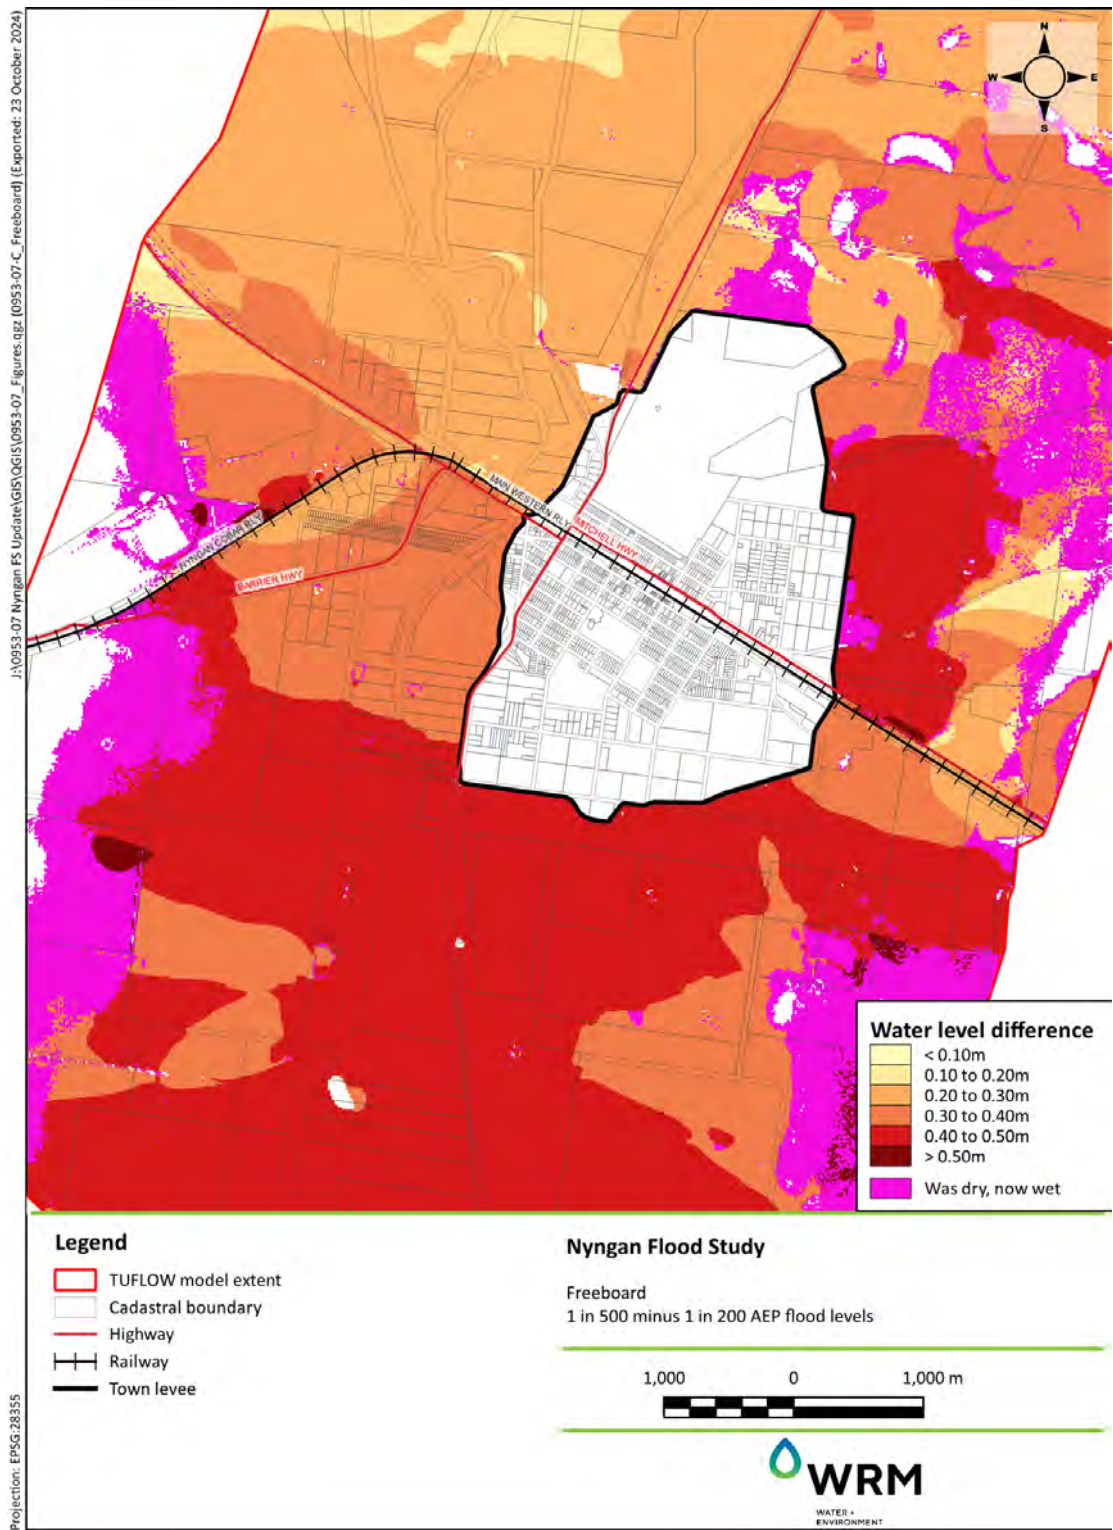 J:\0953-07 Nyngan FS Update\GIS\QGIS\0953-07_Figures.qgz [0953-07-C_Freeboard] (Exported: 23 October 2024)
N
W
E
S
MAIN WESTERN RLY
MITCHELL HWY
NYNGAN COBAR RLY
BARRIER HWY
Water level difference
< 0.10m
0.10 to 0.20m
0.20 to 0.30m
0.30 to 0.40m
0.40 to 0.50m
> 0.50m
Was dry, now wet
Legend
TUFLOW model extent
Cadastral boundary
Highway
Railway
Town levee
Nyngan Flood Study
Freeboard
1 in 500 minus 1 in 200 AEP flood levels
1,000 0 1,000 m
WRM
WATER +
ENVIRONMENT
Projection: EPSG:28355